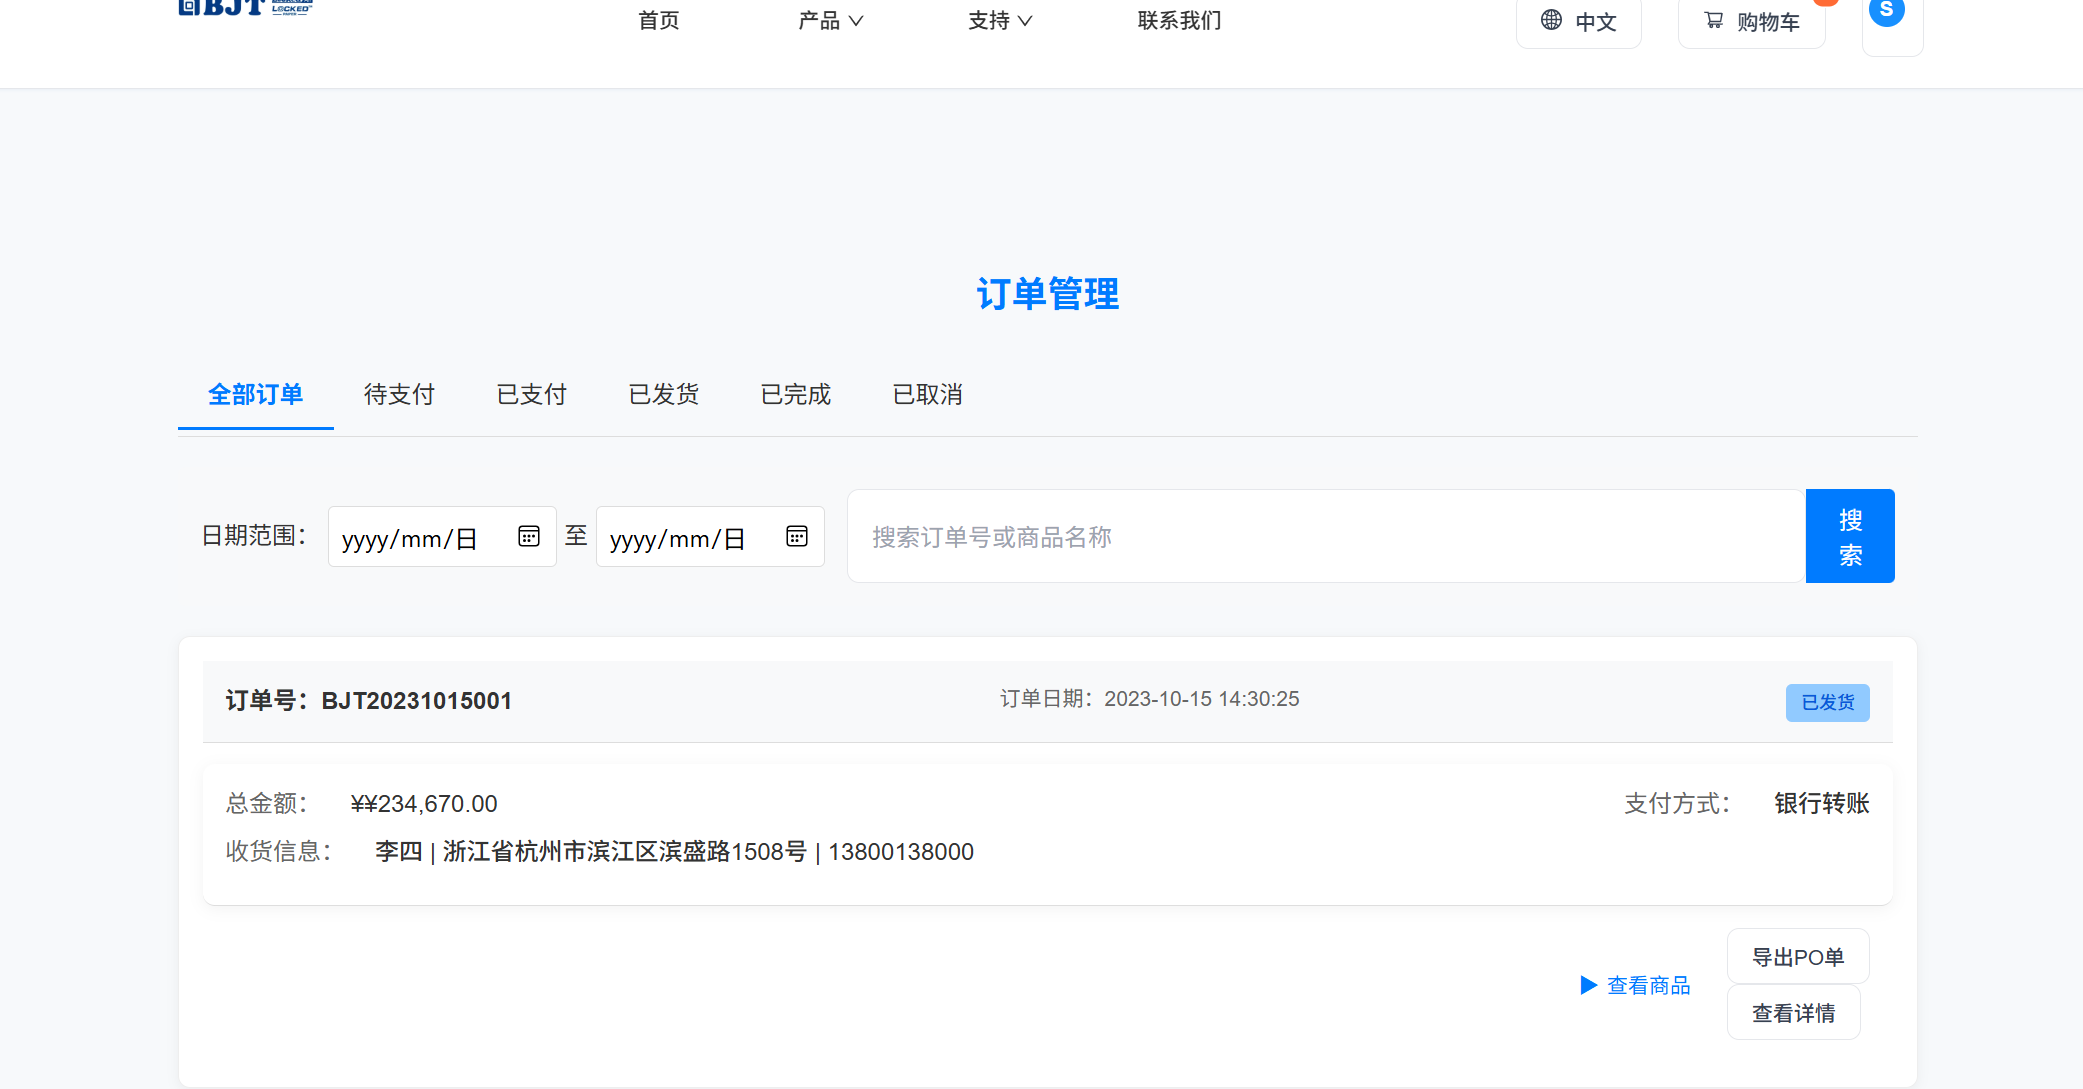 BJT LOCKED
首页
产品
支持
联系我们
中文
购物车
S
订单管理
全部订单
待支付
已支付
已发货
已完成
已取消
日期范围：
yyyy/mm/日
至
yyyy/mm/日
搜索订单号或商品名称
搜
索
订单号：BJT20231015001
订单日期：2023-10-15 14:30:25
已发货
总金额： ¥¥234,670.00
支付方式： 银行转账
收货信息： 李四 | 浙江省杭州市滨江区滨盛路1508号 | 13800138000
▶ 查看商品
导出PO单
查看详情